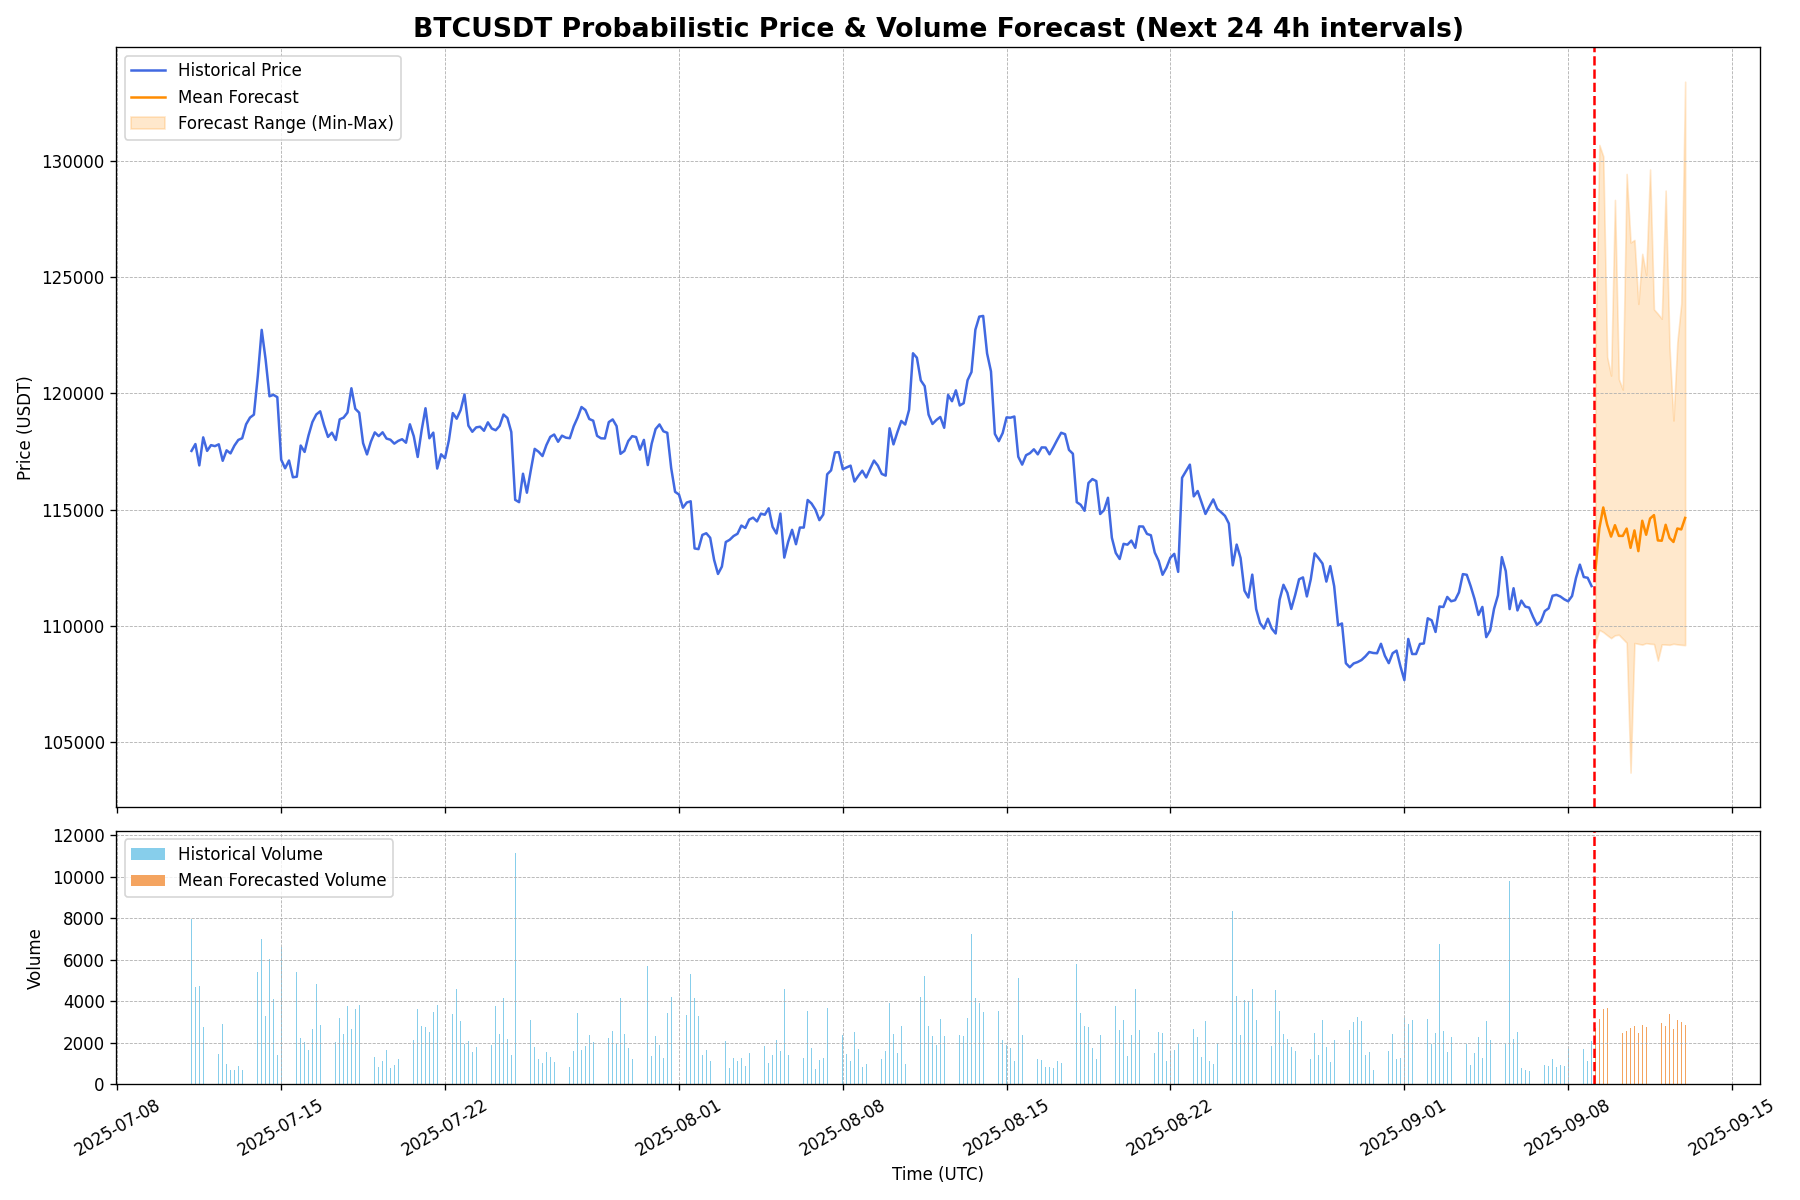 BTCUSDT Probabilistic Price & Volume Forecast (Next 24 4h intervals)
Historical Price
Mean Forecast
Forecast Range (Min-Max)
130000
125000
120000
115000
110000
105000
Price (USDT)
Historical Volume
Mean Forecasted Volume
12000
10000
8000
6000
4000
2000
0
Volume
2025-07-08
2025-07-15
2025-07-22
2025-08-01
2025-08-08
2025-08-15
2025-08-22
2025-09-01
2025-09-08
2025-09-15
Time (UTC)